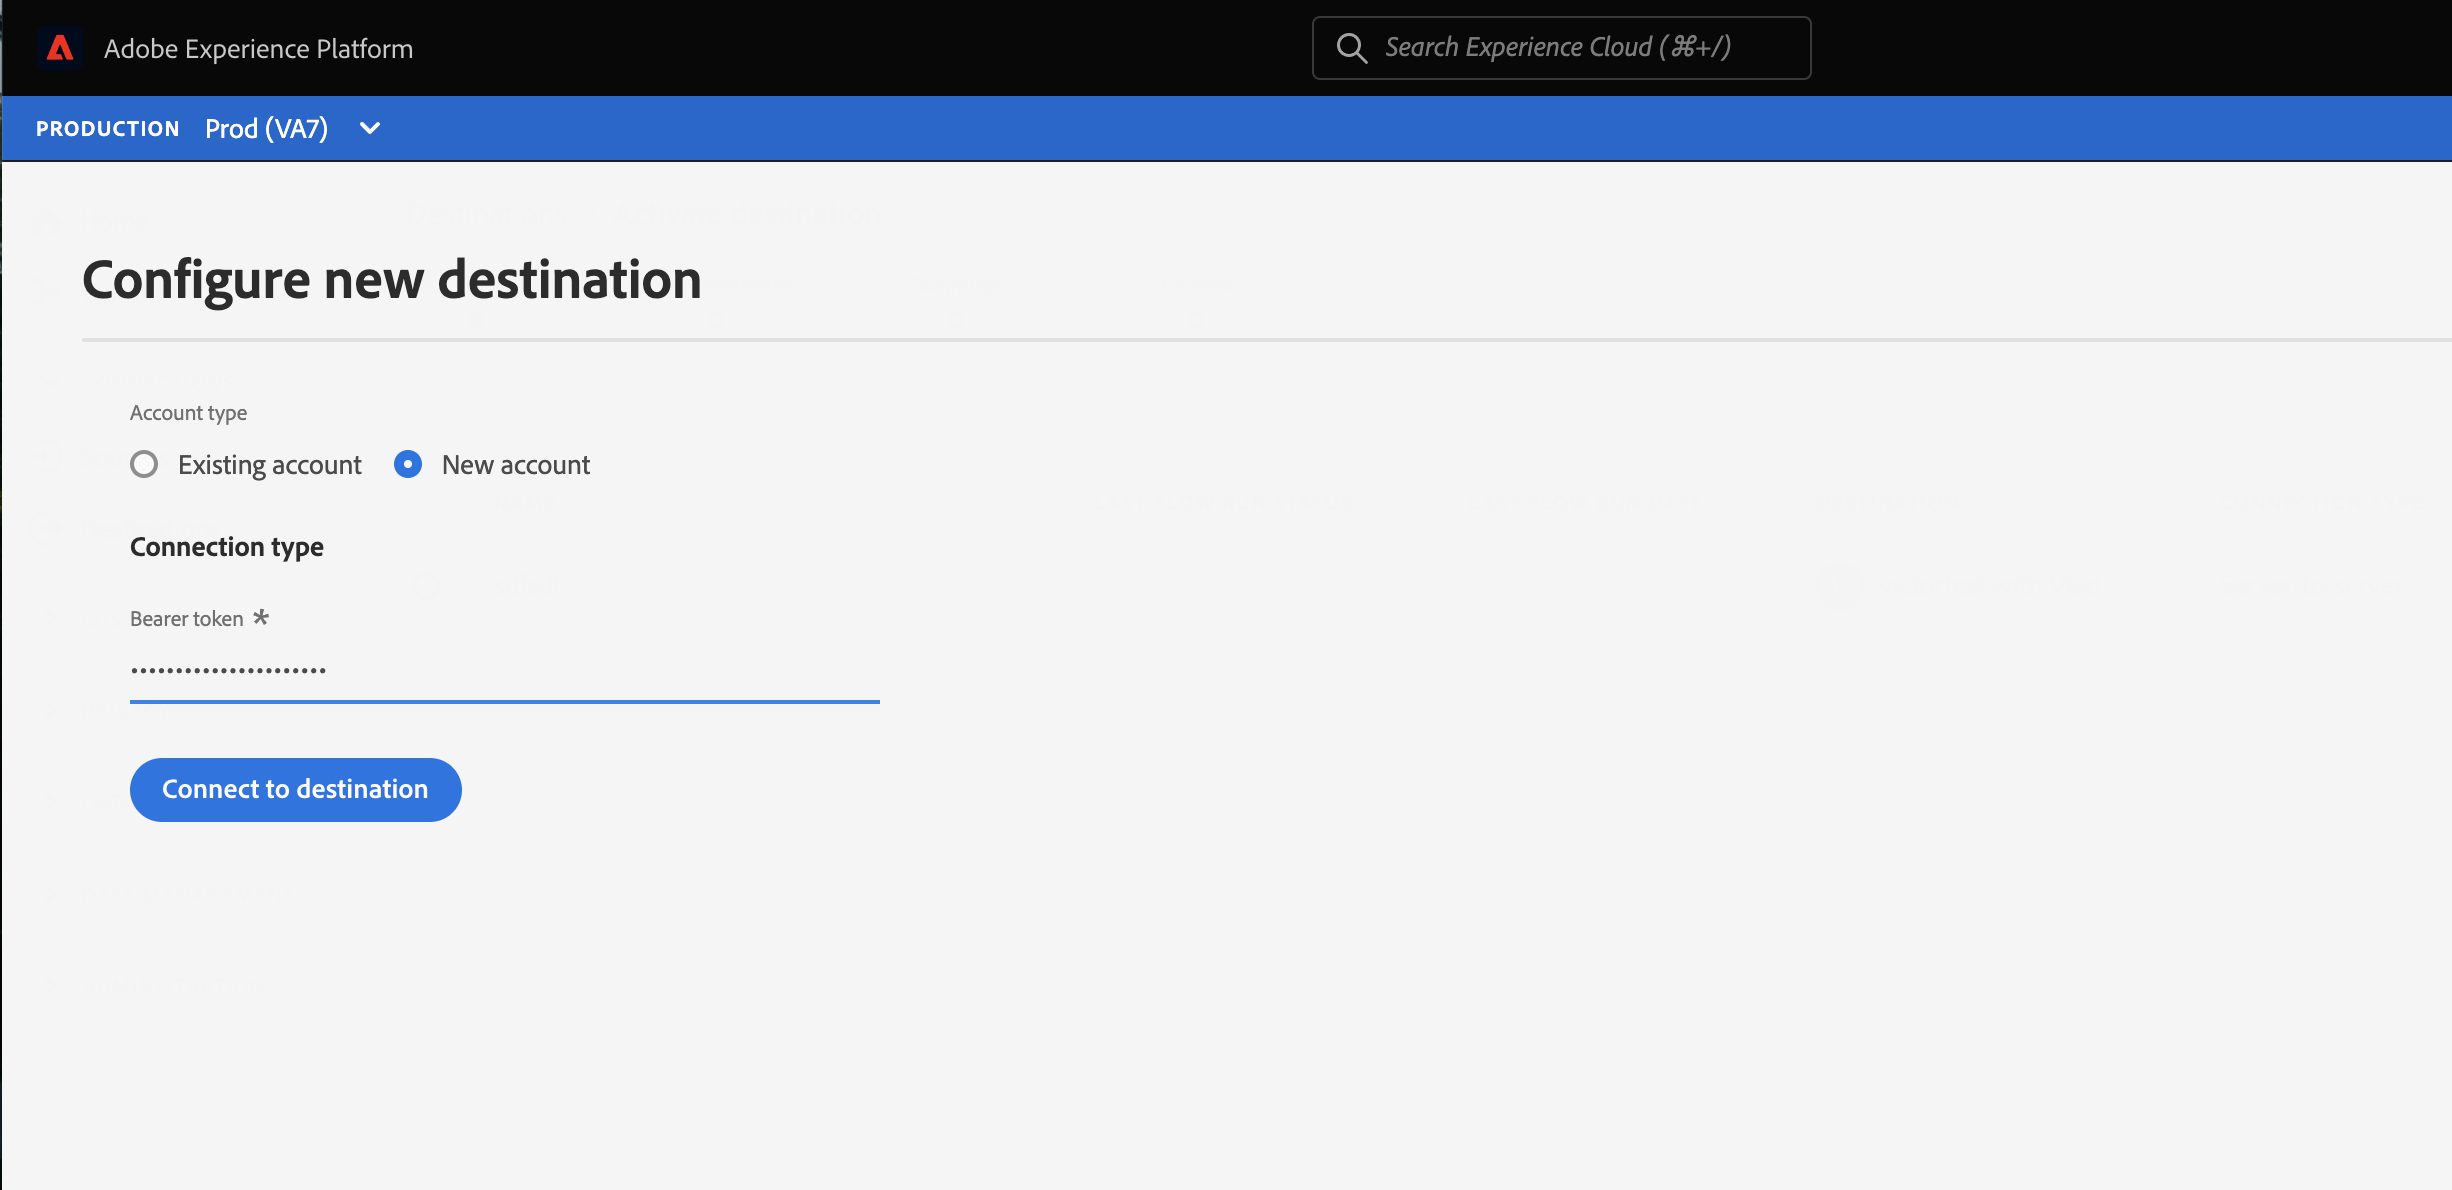 Adobe Experience Platform
Search Experience Cloud (⌘+/)
PRODUCTION Prod (VA7)
Configure new destination
Account type
Existing account New account
Connection type
Bearer token *
••••••••••••••••••••••
Connect to destination